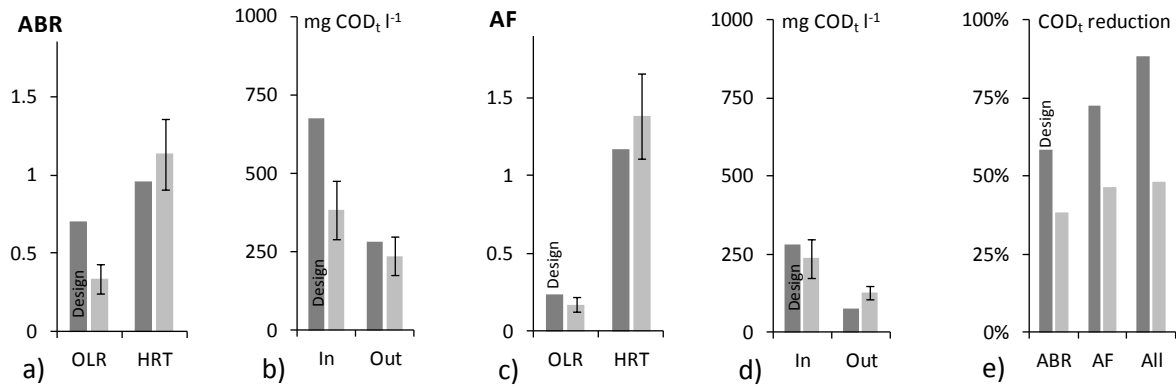 ABR
1.5
1
0.5
0
Design
OLR
HRT
a)
mg CODₜ l⁻¹
1000
750
500
250
0
Design
In
Out
b)
AF
1.5
1
0.5
0
Design
OLR
HRT
c)
mg CODₜ l⁻¹
1000
750
500
250
0
Design
In
Out
d)
CODₜ reduction
100%
75%
50%
25%
0%
Design
ABR
AF
All
e)